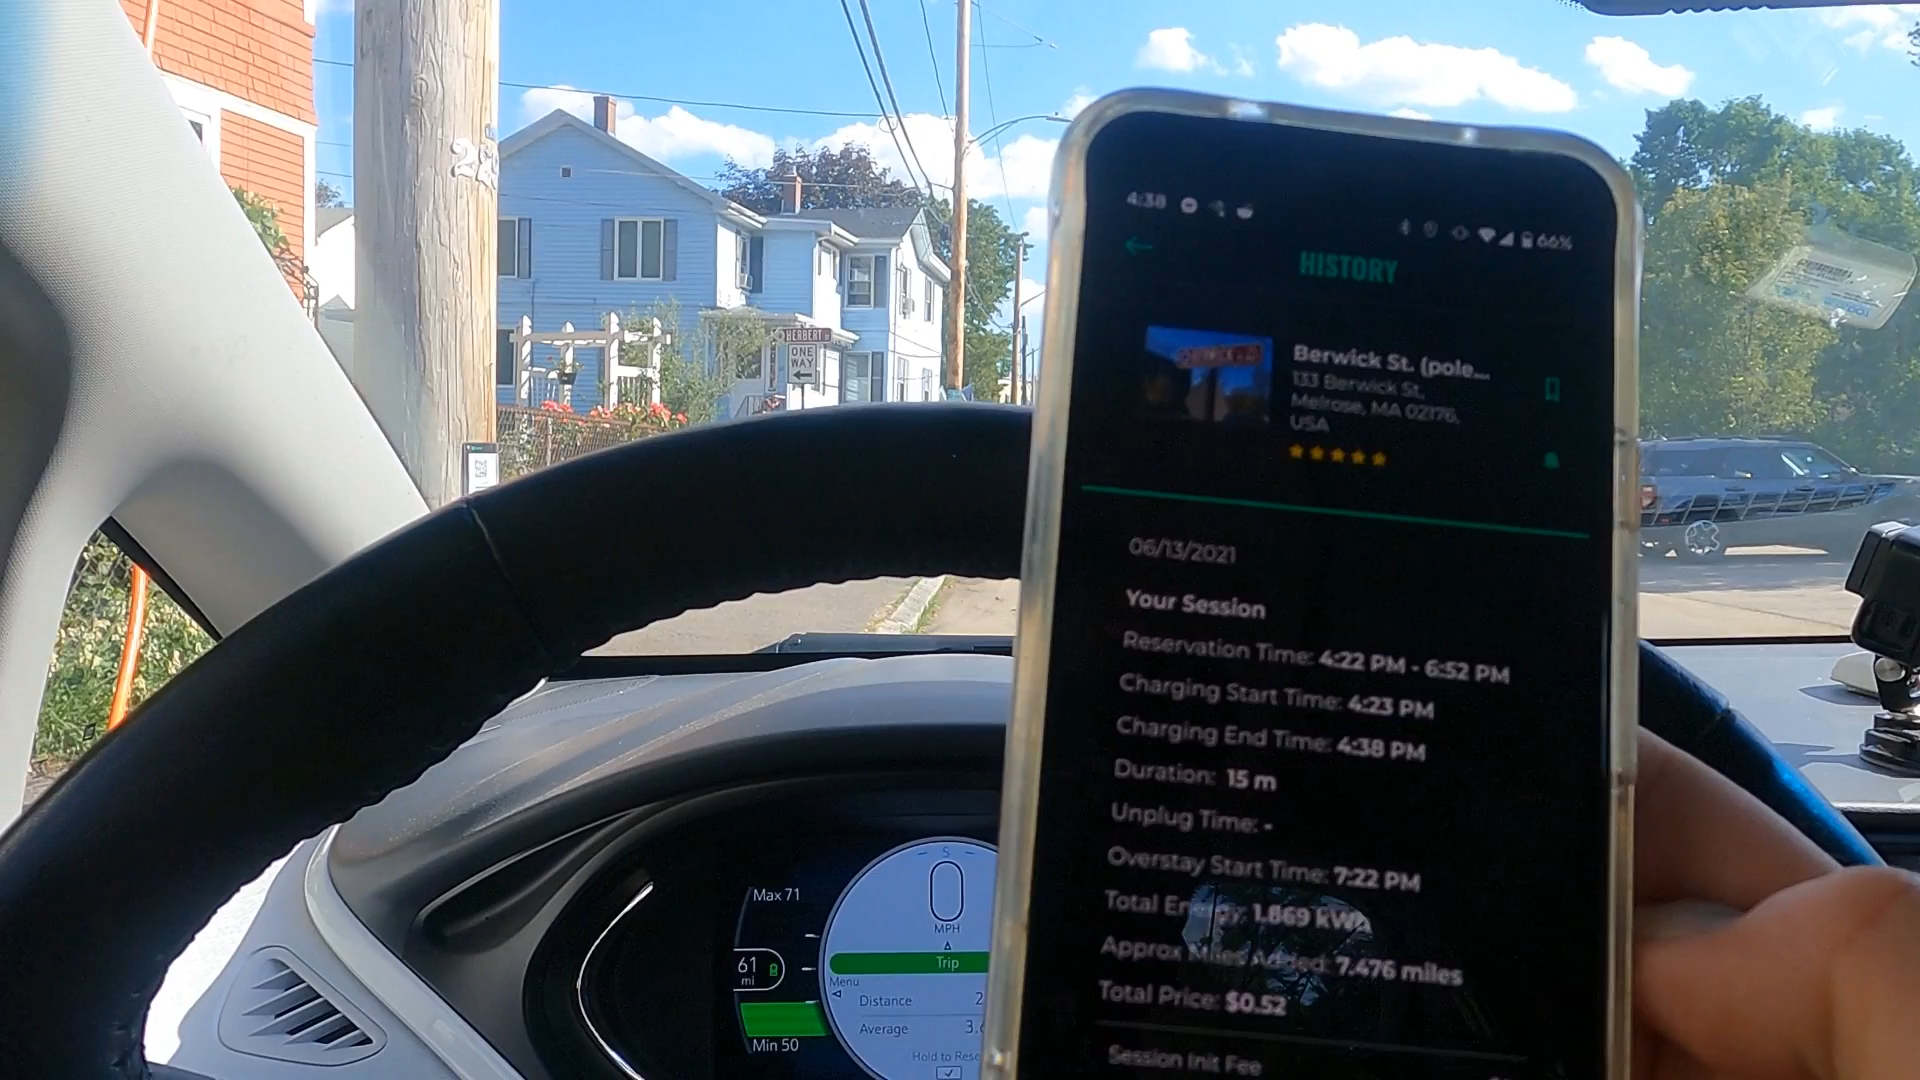 HERBERT
ONE
WAY
4:38
66%
HISTORY
Berwick St. (pole...
133 Berwick St,
Melrose, MA 02176,
USA
06/13/2021
Your Session
Reservation Time: 4:22 PM - 6:52 PM
Charging Start Time: 4:23 PM
Charging End Time: 4:38 PM
Duration: 15 m
Unplug Time: -
Overstay Start Time: 7:22 PM
Total Energy: 1.869 kWh
Approx Miles Added: 7.476 miles
Total Price: $0.52
Session Init Fee
Max 71
61
mi
Min 50
S
0
MPH
Trip
Menu
Distance 2
Average 3.
Hold to Rese